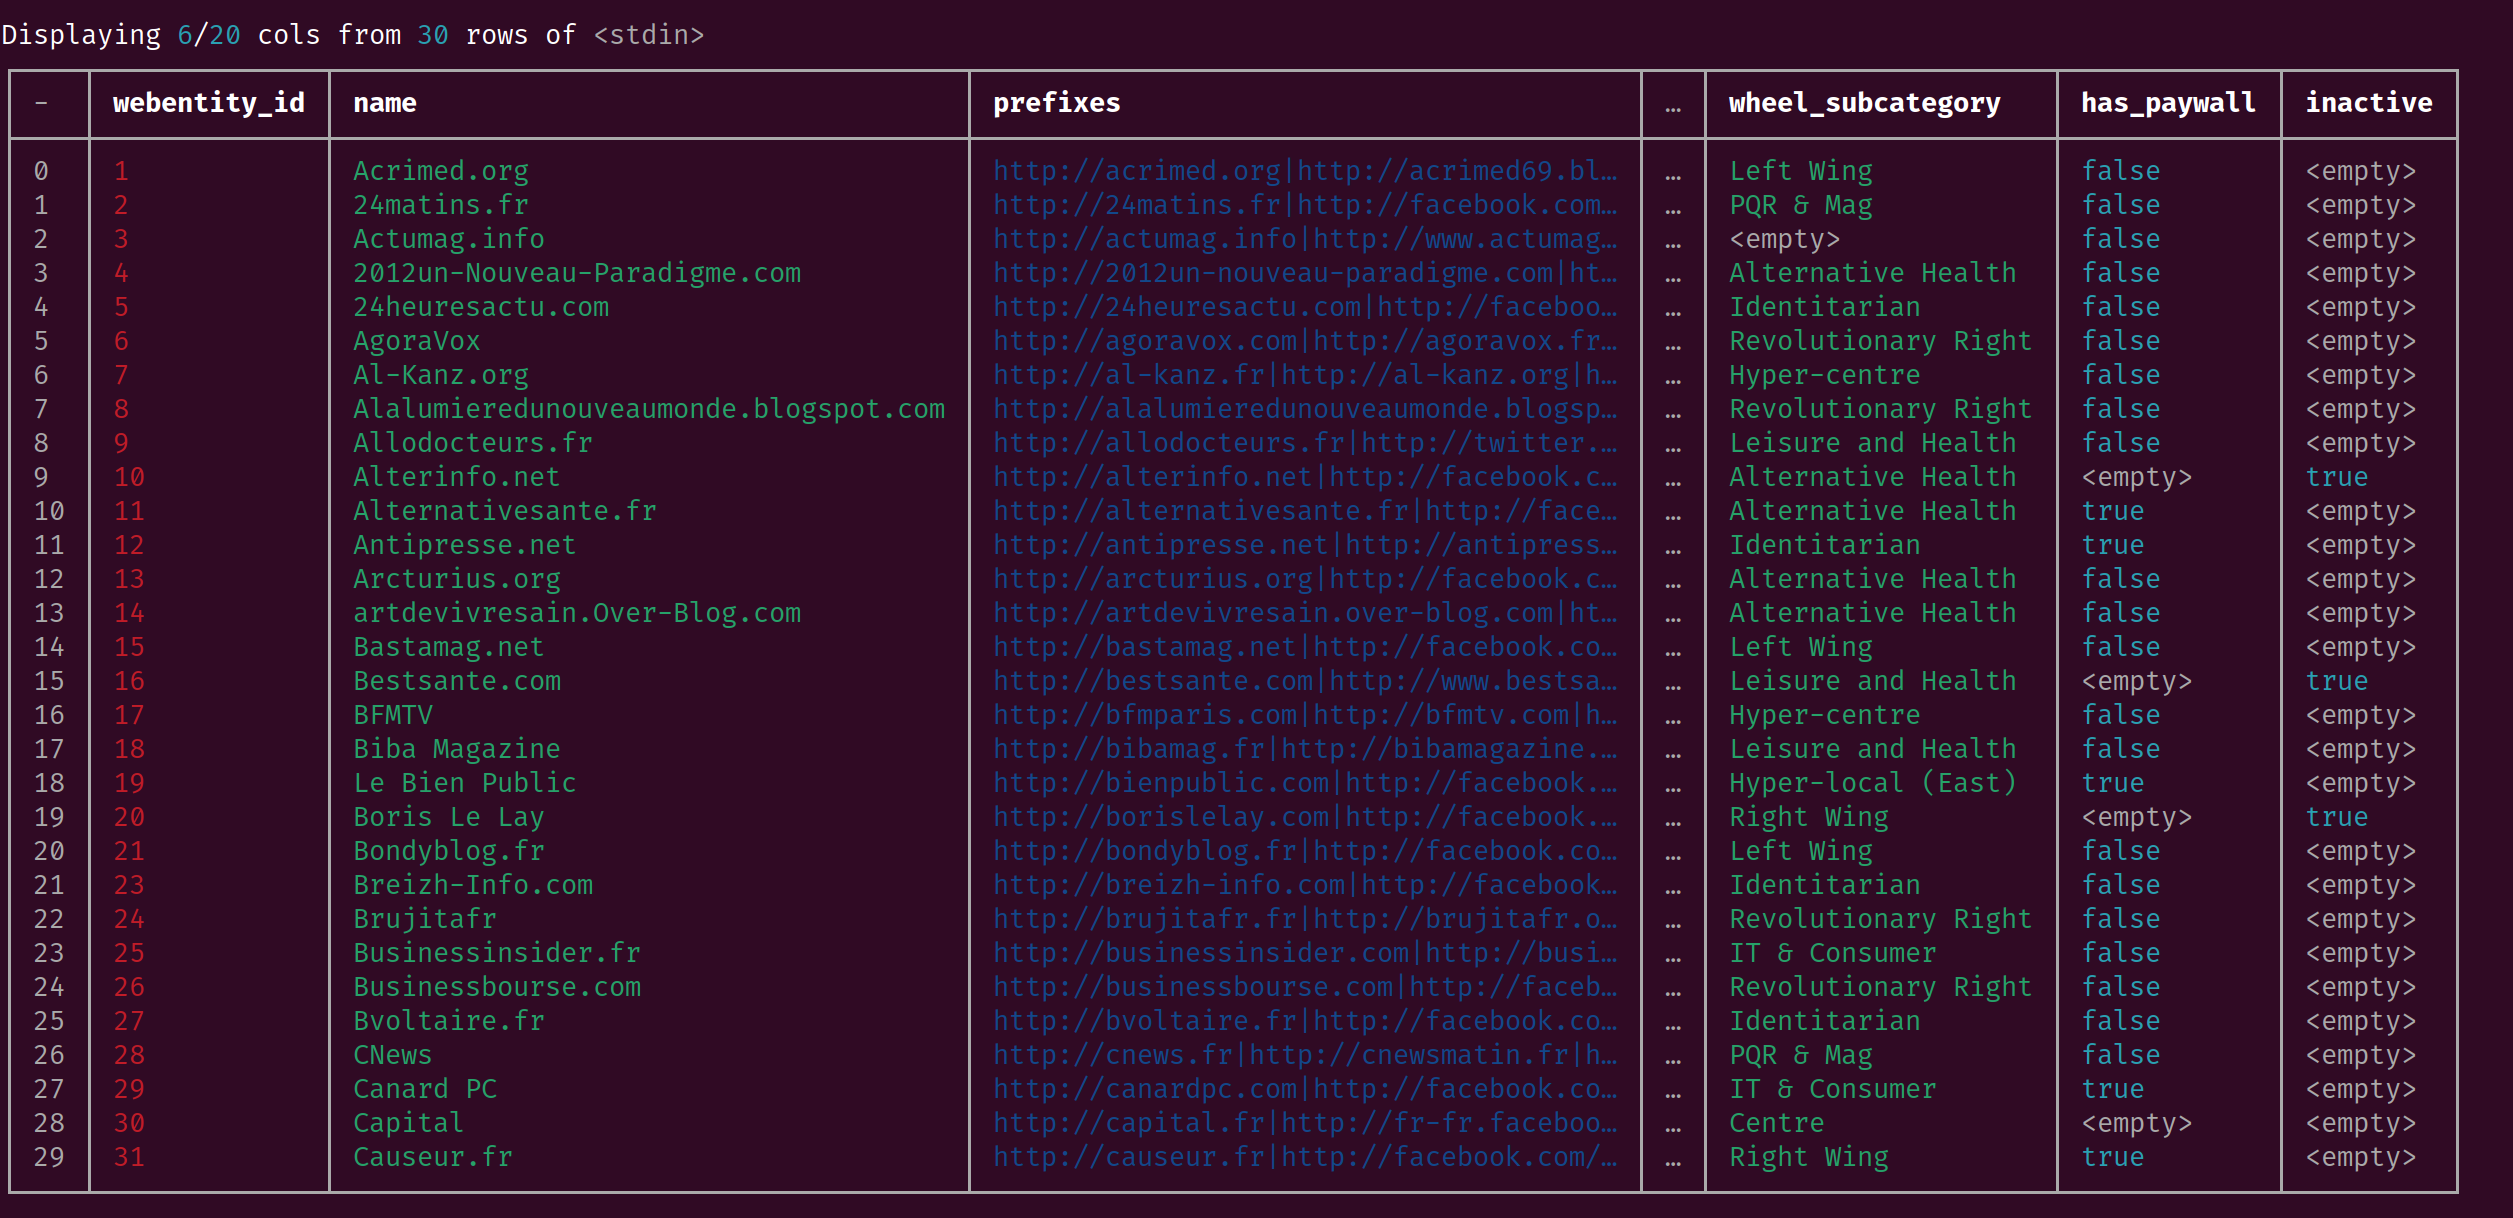 Displaying 6/20 cols from 30 rows of <stdin>
- webentity_id name prefixes … wheel_subcategory has_paywall inactive
0 1 Acrimed.org http://acrimed.org|http://acrimed69.bl… … Left Wing false <empty>
1 2 24matins.fr http://24matins.fr|http://facebook.com… … PQR & Mag false <empty>
2 3 Actumag.info http://actumag.info|http://www.actumag… … <empty> false <empty>
3 4 2012un-Nouveau-Paradigme.com http://2012un-nouveau-paradigme.com|ht… … Alternative Health false <empty>
4 5 24heuresactu.com http://24heuresactu.com|http://faceboo… … Identitarian false <empty>
5 6 AgoraVox http://agoravox.com|http://agoravox.fr… … Revolutionary Right false <empty>
6 7 Al-Kanz.org http://al-kanz.fr|http://al-kanz.org|h… … Hyper-centre false <empty>
7 8 Alalumieredunouveaumonde.blogspot.com http://alalumieredunouveaumonde.blogsp… … Revolutionary Right false <empty>
8 9 Allodocteurs.fr http://allodocteurs.fr|http://twitter.… … Leisure and Health false <empty>
9 10 Alterinfo.net http://alterinfo.net|http://facebook.c… … Alternative Health <empty> true
10 11 Alternativesante.fr http://alternativesante.fr|http://face… … Alternative Health true <empty>
11 12 Antipresse.net http://antipresse.net|http://antipress… … Identitarian true <empty>
12 13 Arcturius.org http://arcturius.org|http://facebook.c… … Alternative Health false <empty>
13 14 artdevivresain.Over-Blog.com http://artdevivresain.over-blog.com|ht… … Alternative Health false <empty>
14 15 Bastamag.net http://bastamag.net|http://facebook.co… … Left Wing false <empty>
15 16 Bestsante.com http://bestsante.com|http://www.bestsa… … Leisure and Health <empty> true
16 17 BFMTV http://bfmparis.com|http://bfmtv.com|h… … Hyper-centre false <empty>
17 18 Biba Magazine http://bibamag.fr|http://bibamagazine.… … Leisure and Health false <empty>
18 19 Le Bien Public http://bienpublic.com|http://facebook.… … Hyper-local (East) true <empty>
19 20 Boris Le Lay http://borislelay.com|http://facebook.… … Right Wing <empty> true
20 21 Bondyblog.fr http://bondyblog.fr|http://facebook.co… … Left Wing false <empty>
21 23 Breizh-Info.com http://breizh-info.com|http://facebook… … Identitarian false <empty>
22 24 Brujitafr http://brujitafr.fr|http://brujitafr.o… … Revolutionary Right false <empty>
23 25 Businessinsider.fr http://businessinsider.com|http://busi… … IT & Consumer false <empty>
24 26 Businessbourse.com http://businessbourse.com|http://faceb… … Revolutionary Right false <empty>
25 27 Bvoltaire.fr http://bvoltaire.fr|http://facebook.co… … Identitarian false <empty>
26 28 CNews http://cnews.fr|http://cnewsmatin.fr|h… … PQR & Mag false <empty>
27 29 Canard PC http://canardpc.com|http://facebook.co… … IT & Consumer true <empty>
28 30 Capital http://capital.fr|http://fr-fr.faceboo… … Centre <empty> <empty>
29 31 Causeur.fr http://causeur.fr|http://facebook.com/… … Right Wing true <empty>